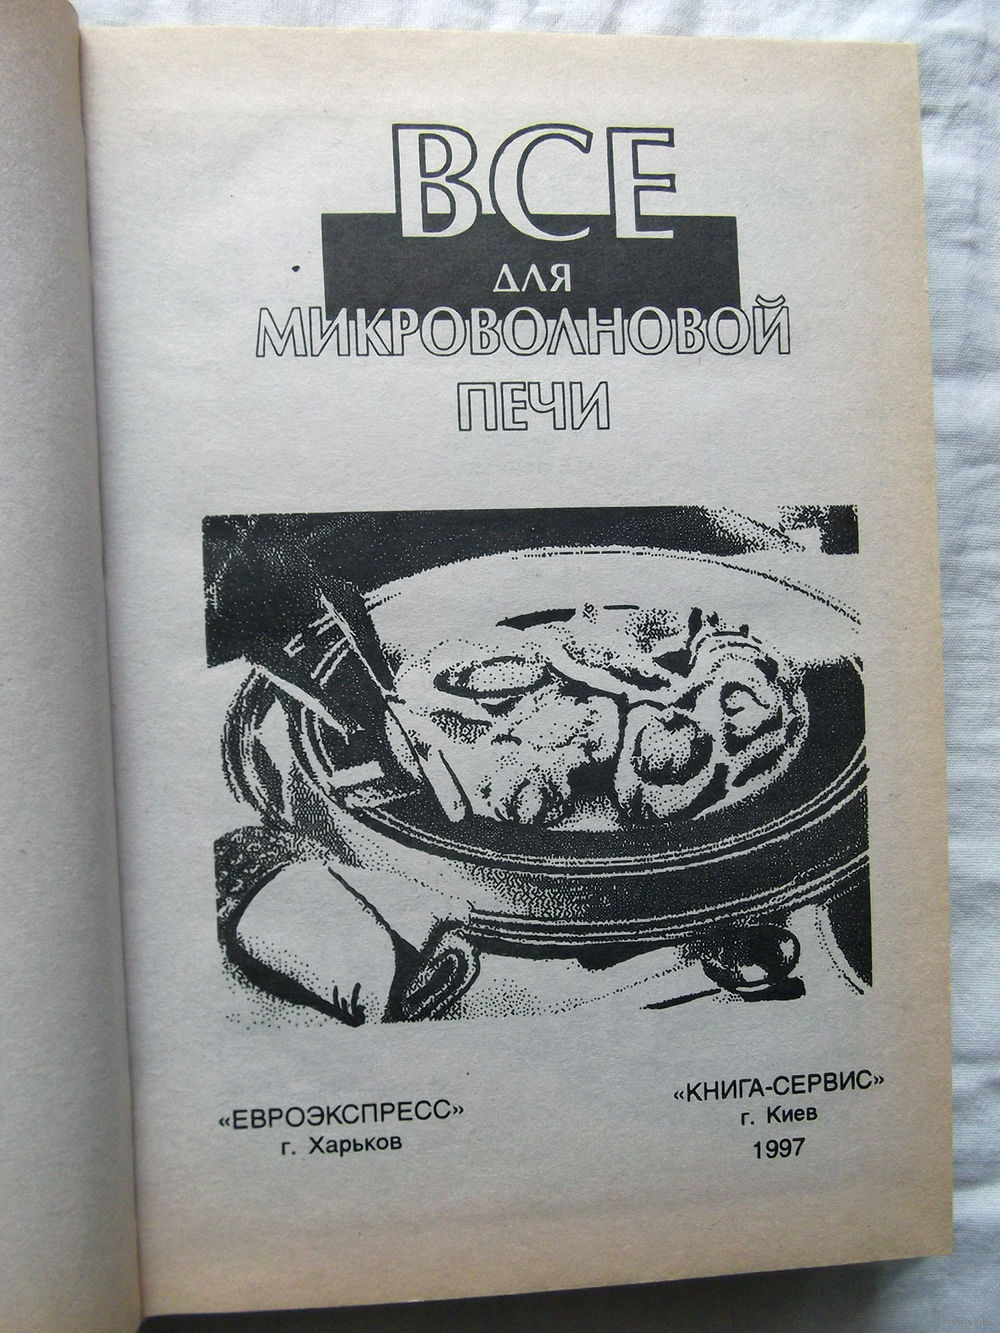 ВСЕ
ДЛЯ
МИКРОВОЛНОВОЙ
ПЕЧИ
«ЕВРОЭКСПРЕСС»
г. Харьков
«КНИГА-СЕРВИС»
г. Киев
1997